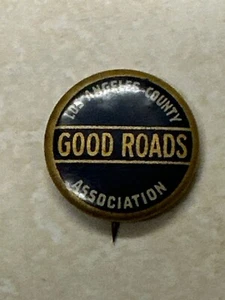 LOS ANGELES COUNTY
GOOD ROADS
ASSOCIATION